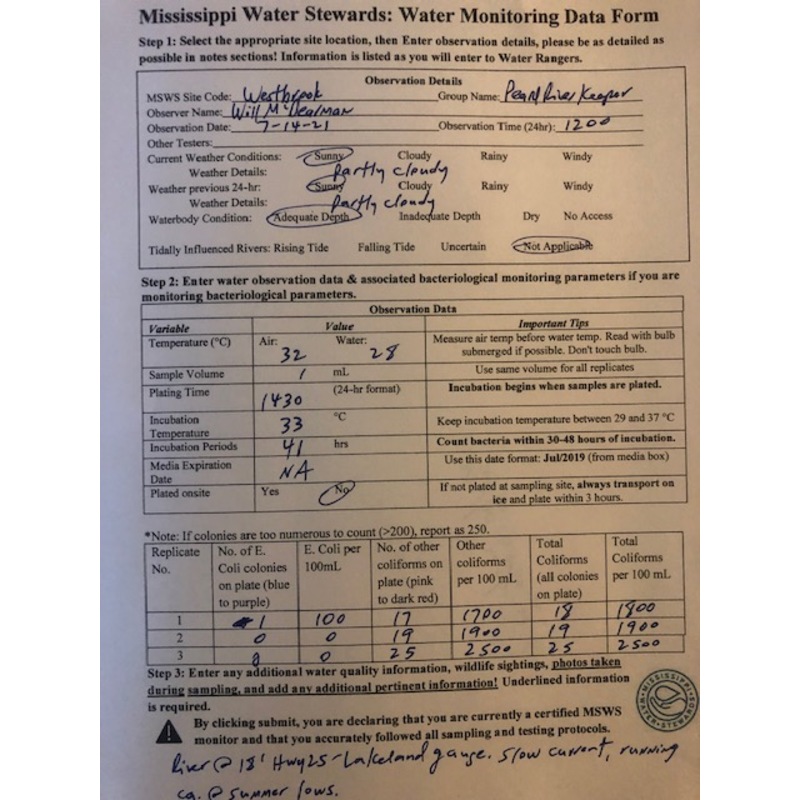 Mississippi Water Stewards: Water Monitoring Data Form
Step 1: Select the appropriate site location, then Enter observation details, please be as detailed as
possible in notes sections! Information is listed as you will enter to Water Rangers.
Observation Details
MSWS Site Code: Westbrook Group Name: Pearl River Keeper
Observer Name: Will McDearman
Observation Date: 7-14-21 Observation Time (24hr): 1200
Other Testers:
Current Weather Conditions: Sunny Cloudy Rainy Windy
Weather Details: Partly cloudy
Weather previous 24-hr: Sunny Cloudy Rainy Windy
Weather Details: Partly cloudy
Waterbody Condition: Adequate Depth Inadequate Depth Dry No Access
Tidally Influenced Rivers: Rising Tide Falling Tide Uncertain Not Applicable
Step 2: Enter water observation data & associated bacteriological monitoring parameters if you are
monitoring bacteriological parameters.
Observation Data
Variable Value Important Tips
Temperature (°C) Air: 32 Water: 28 Measure air temp before water temp. Read with bulb
submerged if possible. Don't touch bulb.
Sample Volume 1 mL Use same volume for all replicates
Plating Time 1430 (24-hr format) Incubation begins when samples are plated.
Incubation
Temperature 33 °C Keep incubation temperature between 29 and 37 °C
Incubation Periods 41 hrs Count bacteria within 30-48 hours of incubation.
Media Expiration
Date NA Use this date format: Jul/2019 (from media box)
Plated onsite Yes No If not plated at sampling site, always transport on
ice and plate within 3 hours.
*Note: If colonies are too numerous to count (>200), report as 250.
Replicate No. of E. E. Coli per No. of other Other Total Total
No. Coli colonies 100mL coliforms on coliforms Coliforms Coliforms
on plate (blue plate (pink per 100 mL (all colonies per 100 mL
to purple) to dark red) on plate)
1 1 100 17 1700 18 1800
2 0 0 19 1900 19 1900
3 0 0 25 2500 25 2500
Step 3: Enter any additional water quality information, wildlife sightings, photos taken
during sampling, and add any additional pertinent information! Underlined information
is required.
MISSISSIPPI WATER STEWARDS
By clicking submit, you are declaring that you are currently a certified MSWS
monitor and that you accurately followed all sampling and testing protocols.
River @ 18' Hwy25-Lakeland gauge. Slow current, running
ca. @ summer lows.